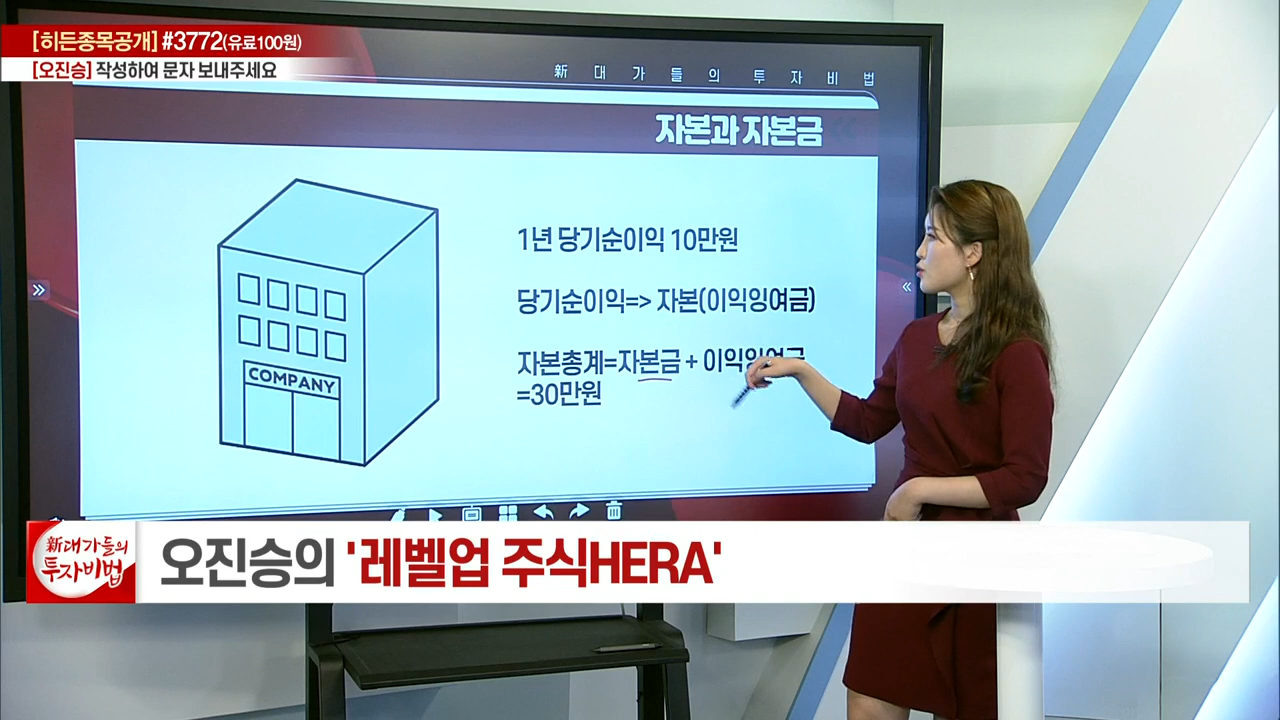 [히든종목공개] #3772(유료100원)
[오진승] 작성하여 문자 보내주세요
新 대 가 들 의 투 자 비 법
자본과 자본금
1년 당기순이익 10만원
당기순이익=> 자본(이익잉여금)
자본총계=자본금 + 이익잉여금
=30만원
COMPANY
新대가들의
투자비법
오진승의 '레벨업 주식HERA'